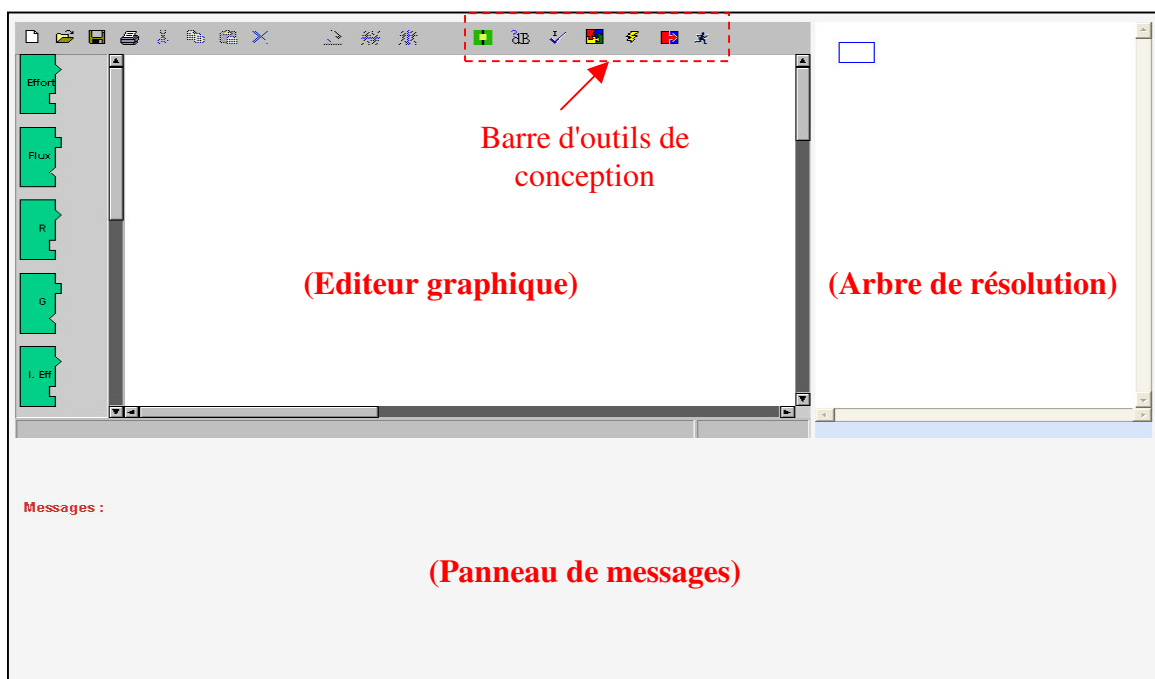 Effort
Flux
R
G
I. Eff
Barre d'outils de
conception
(Editeur graphique)
(Arbre de résolution)
Messages :
(Panneau de messages)